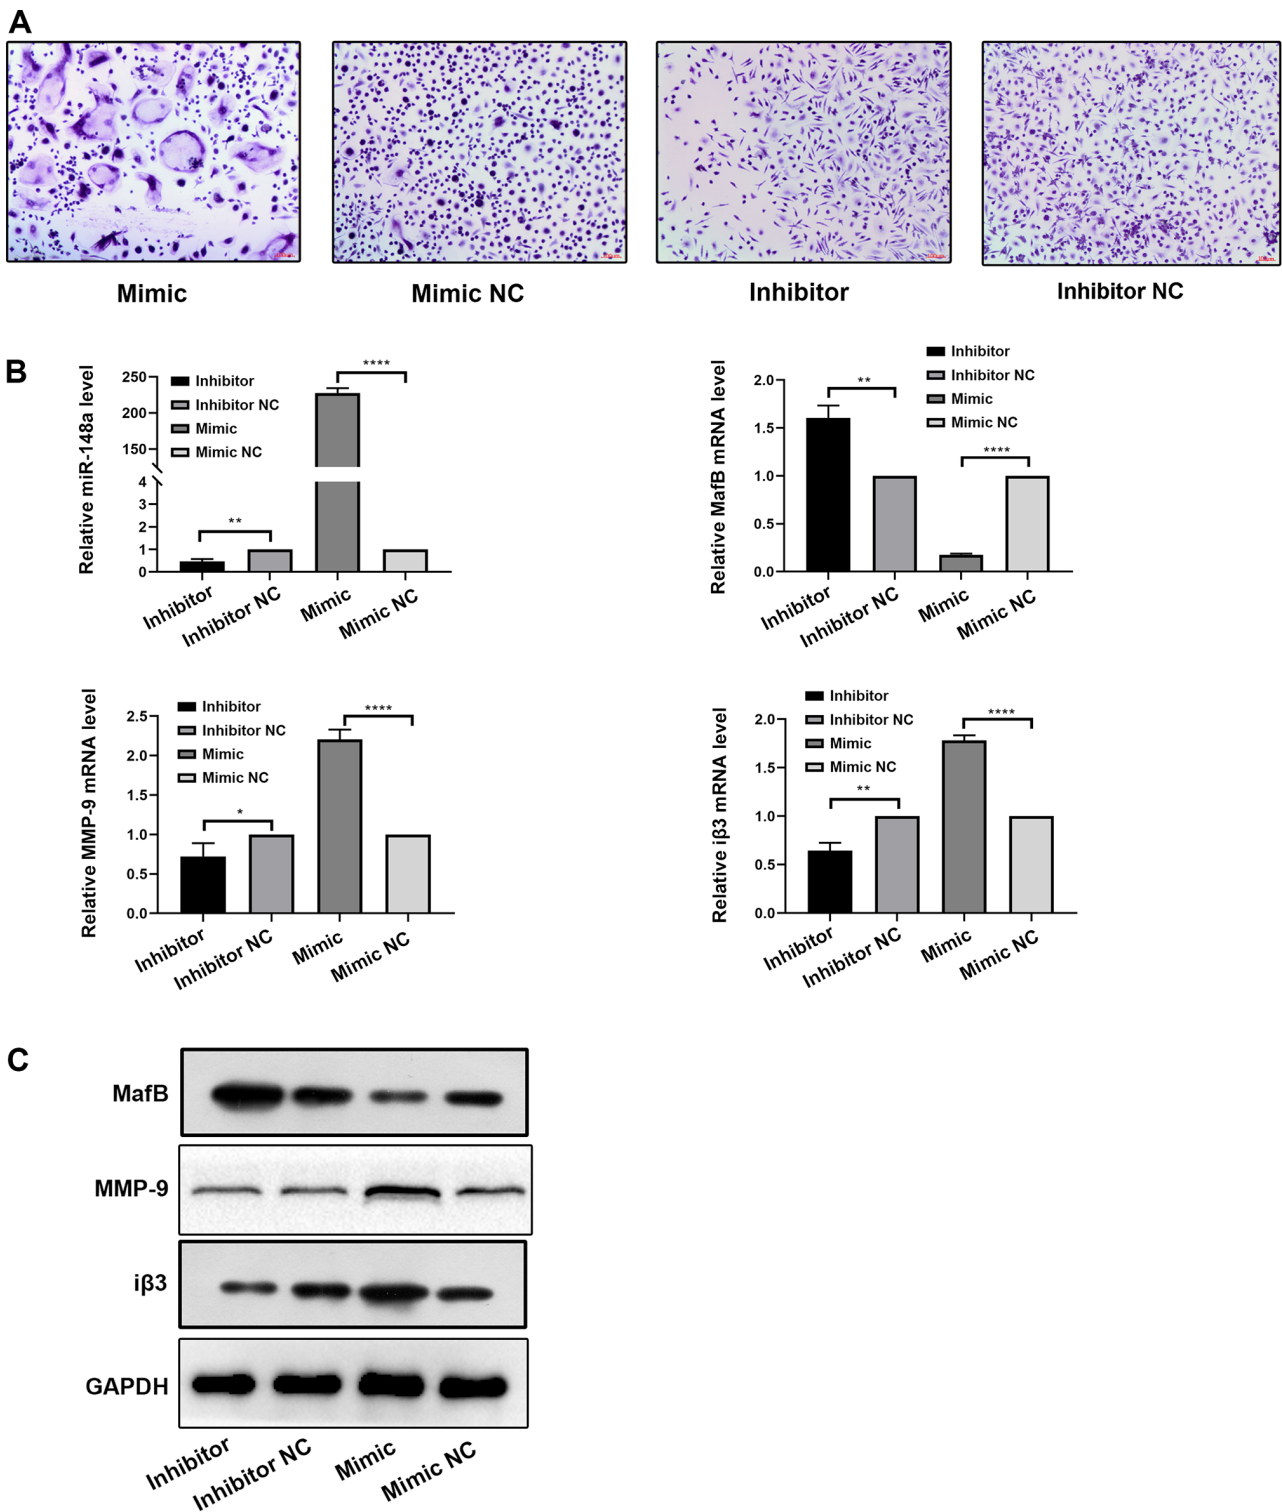 A
Mimic
Mimic NC
Inhibitor
Inhibitor NC
B
Relative miR-148a level
250
200
150
4
3
2
1
0
Inhibitor
Inhibitor NC
Mimic
Mimic NC
****
**
Inhibitor
Inhibitor NC
Mimic
Mimic NC
Relative MafB mRNA level
2.0
1.5
1.0
0.5
0.0
Inhibitor
Inhibitor NC
Mimic
Mimic NC
**
****
Inhibitor
Inhibitor NC
Mimic
Mimic NC
Relative MMP-9 mRNA level
2.5
2.0
1.5
1.0
0.5
0.0
Inhibitor
Inhibitor NC
Mimic
Mimic NC
****
*
Inhibitor
Inhibitor NC
Mimic
Mimic NC
Relative iβ3 mRNA level
2.0
1.5
1.0
0.5
0.0
Inhibitor
Inhibitor NC
Mimic
Mimic NC
****
**
Inhibitor
Inhibitor NC
Mimic
Mimic NC
C
MafB
MMP-9
iβ3
GAPDH
Inhibitor
Inhibitor NC
Mimic
Mimic NC